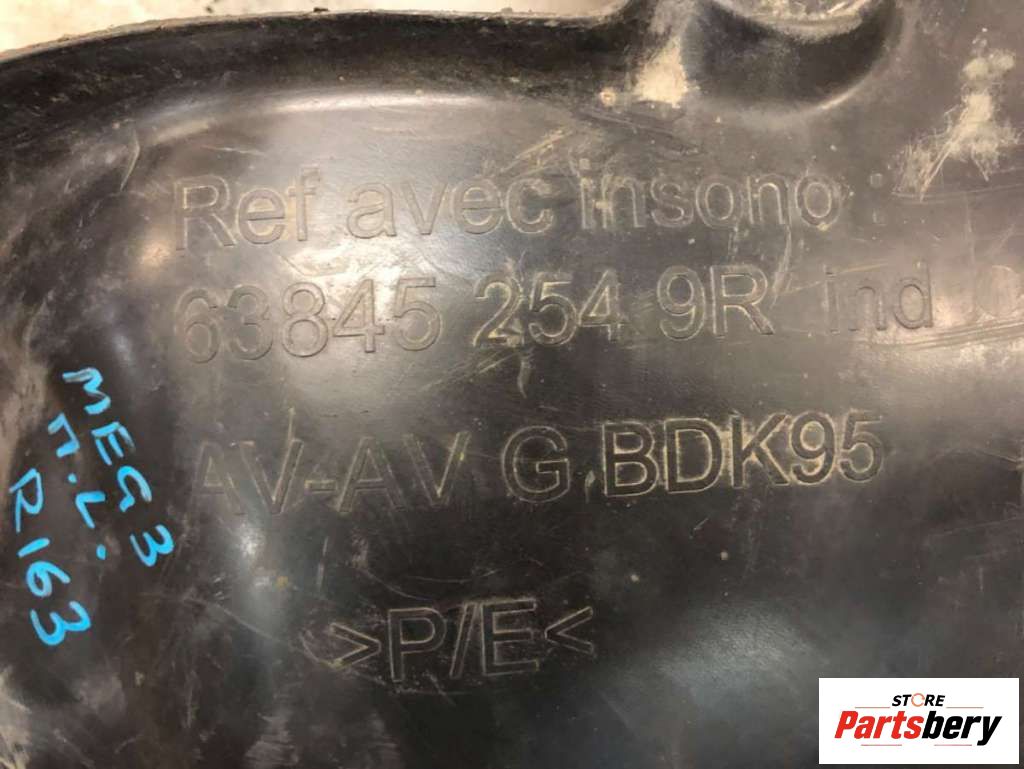 Ref avec insono :
63845 254 9R ind
AV-AV G BDK95
>P/E<
MEG3
П.L.
R163
STORE
Partsbery